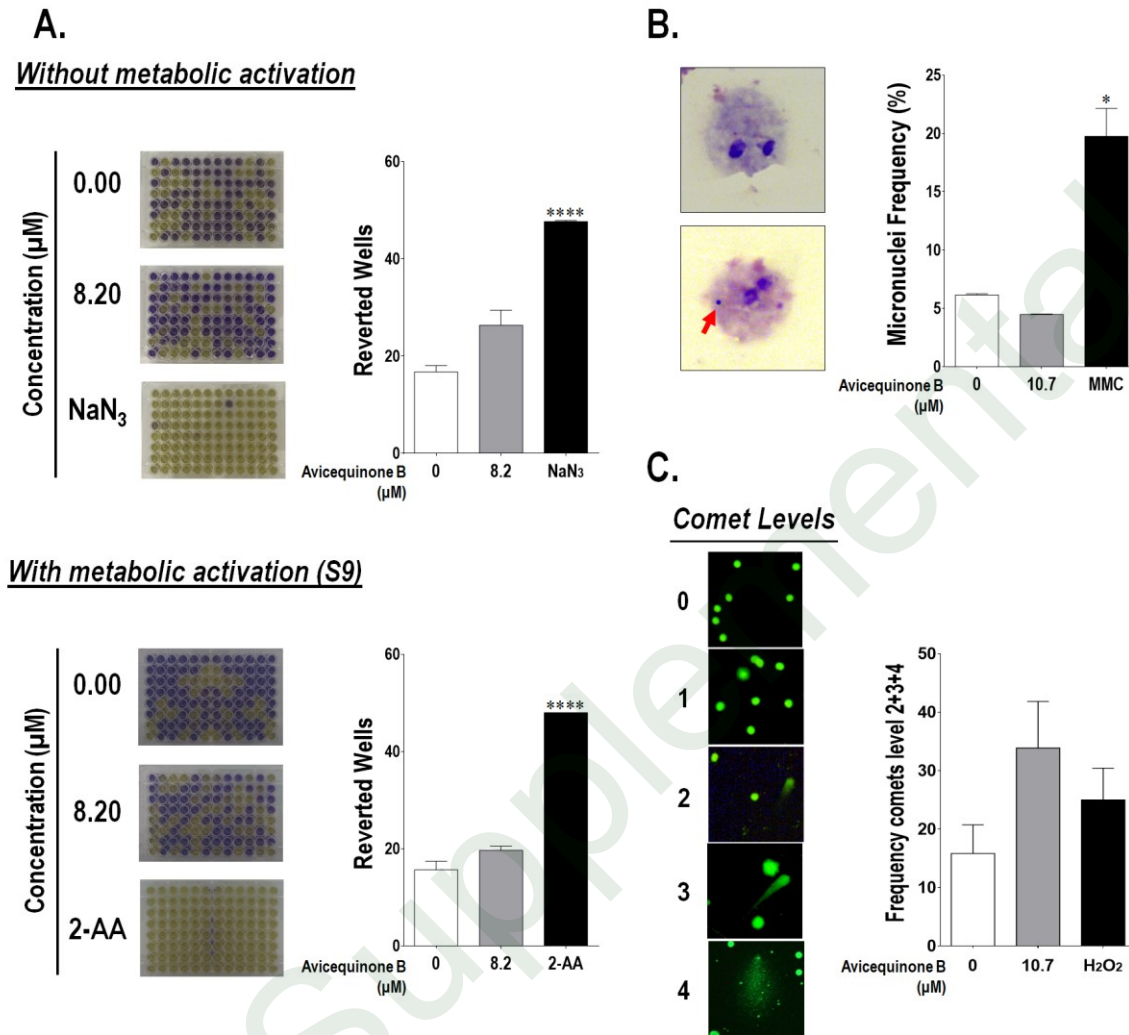 A.
Without metabolic activation
Concentration (µM)
0.00
8.20
NaN3
Reverted Wells
60
40
20
0
****
Avicequinone B
(µM)
0 8.2 NaN3
With metabolic activation (S9)
Concentration (µM)
0.00
8.20
2-AA
Reverted Wells
60
40
20
0
****
Avicequinone B
(µM)
0 8.2 2-AA
B.
Micronuclei Frequency (%)
25
20
15
10
5
0
*
Avicequinone B
(µM)
0 10.7 MMC
C.
Comet Levels
0
1
2
3
4
Frequency comets level 2+3+4
50
40
30
20
10
0
Avicequinone B
(µM)
0 10.7 H2O2
Supplemental